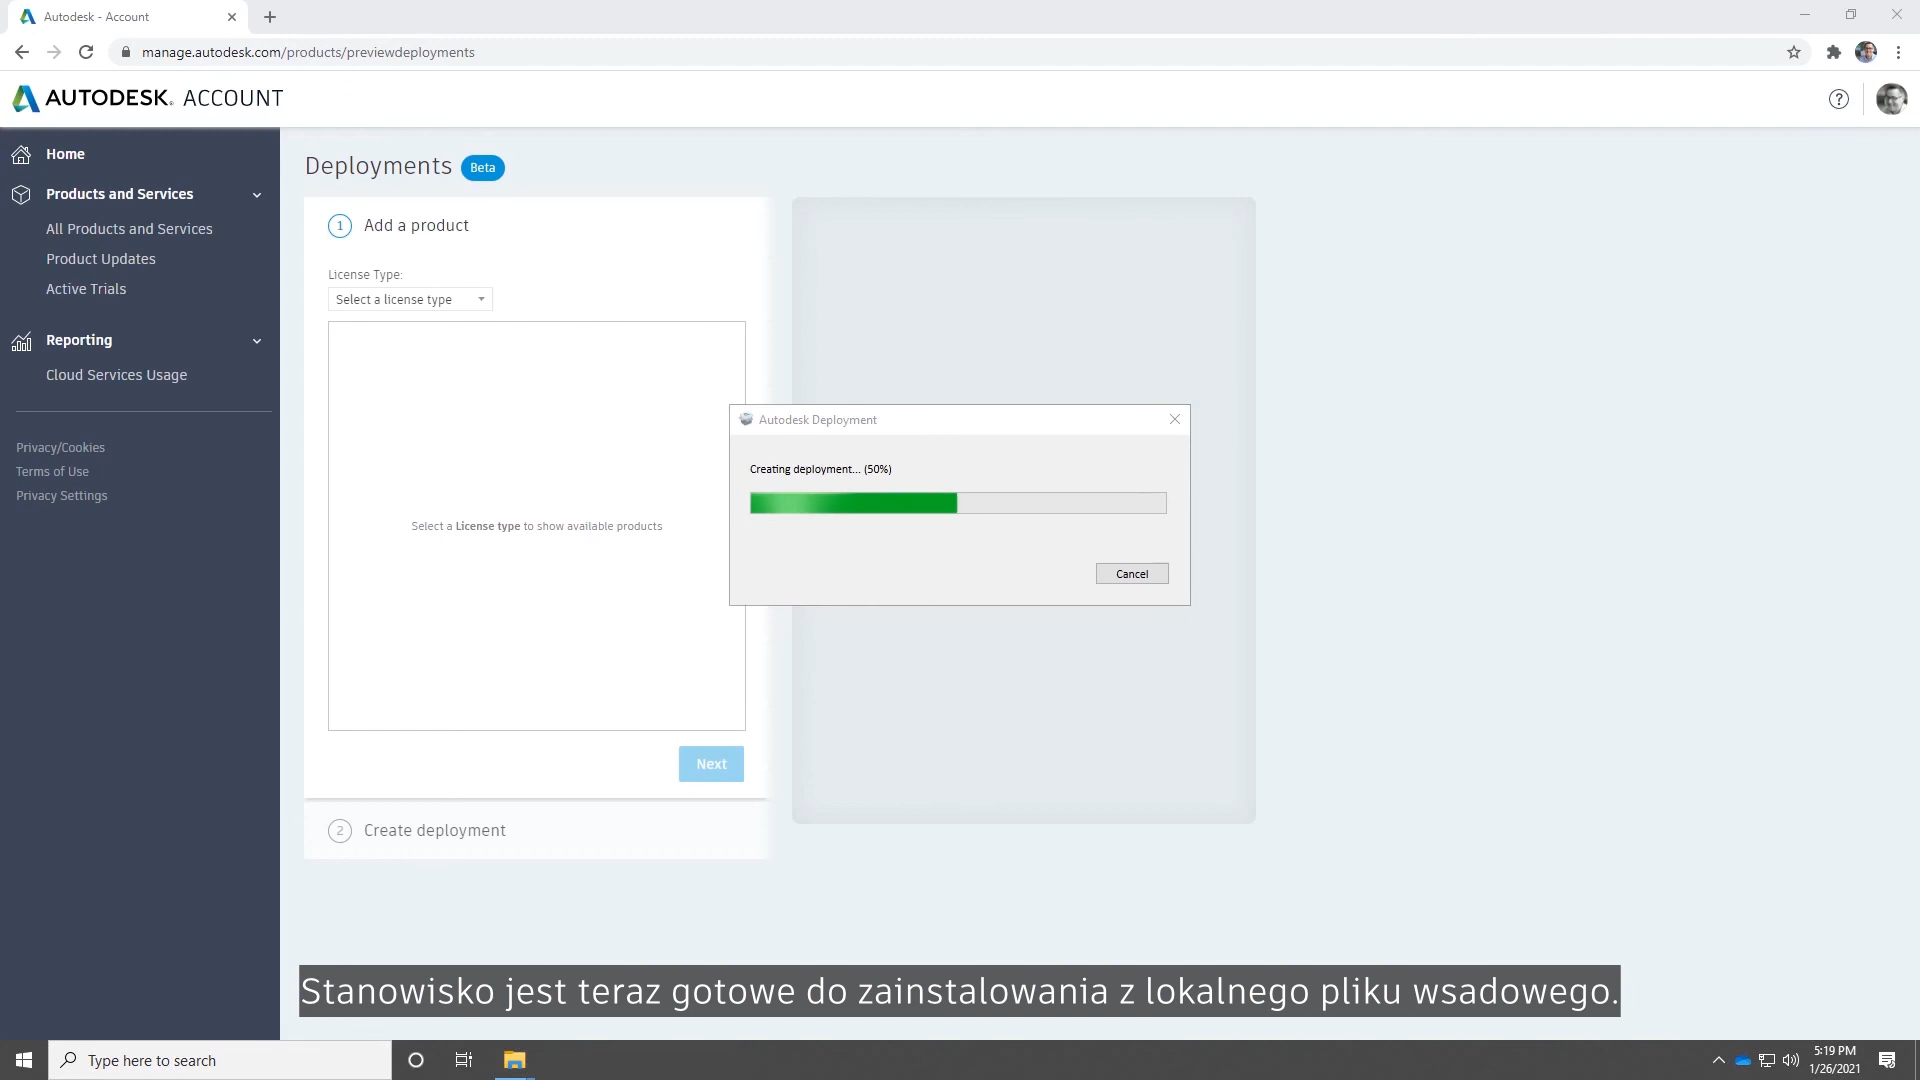 Autodesk - Account
manage.autodesk.com/products/previewdeployments
AUTODESK® ACCOUNT
Home
Products and Services
All Products and Services
Product Updates
Active Trials
Reporting
Cloud Services Usage
Privacy/Cookies
Terms of Use
Privacy Settings
Deployments Beta
1 Add a product
License Type:
Select a license type
Select a License type to show available products
Next
2 Create deployment
Autodesk Deployment
Creating deployment... (50%)
Cancel
Stanowisko jest teraz gotowe do zainstalowania z lokalnego pliku wsadowego.
Type here to search
5:19 PM
1/26/2021